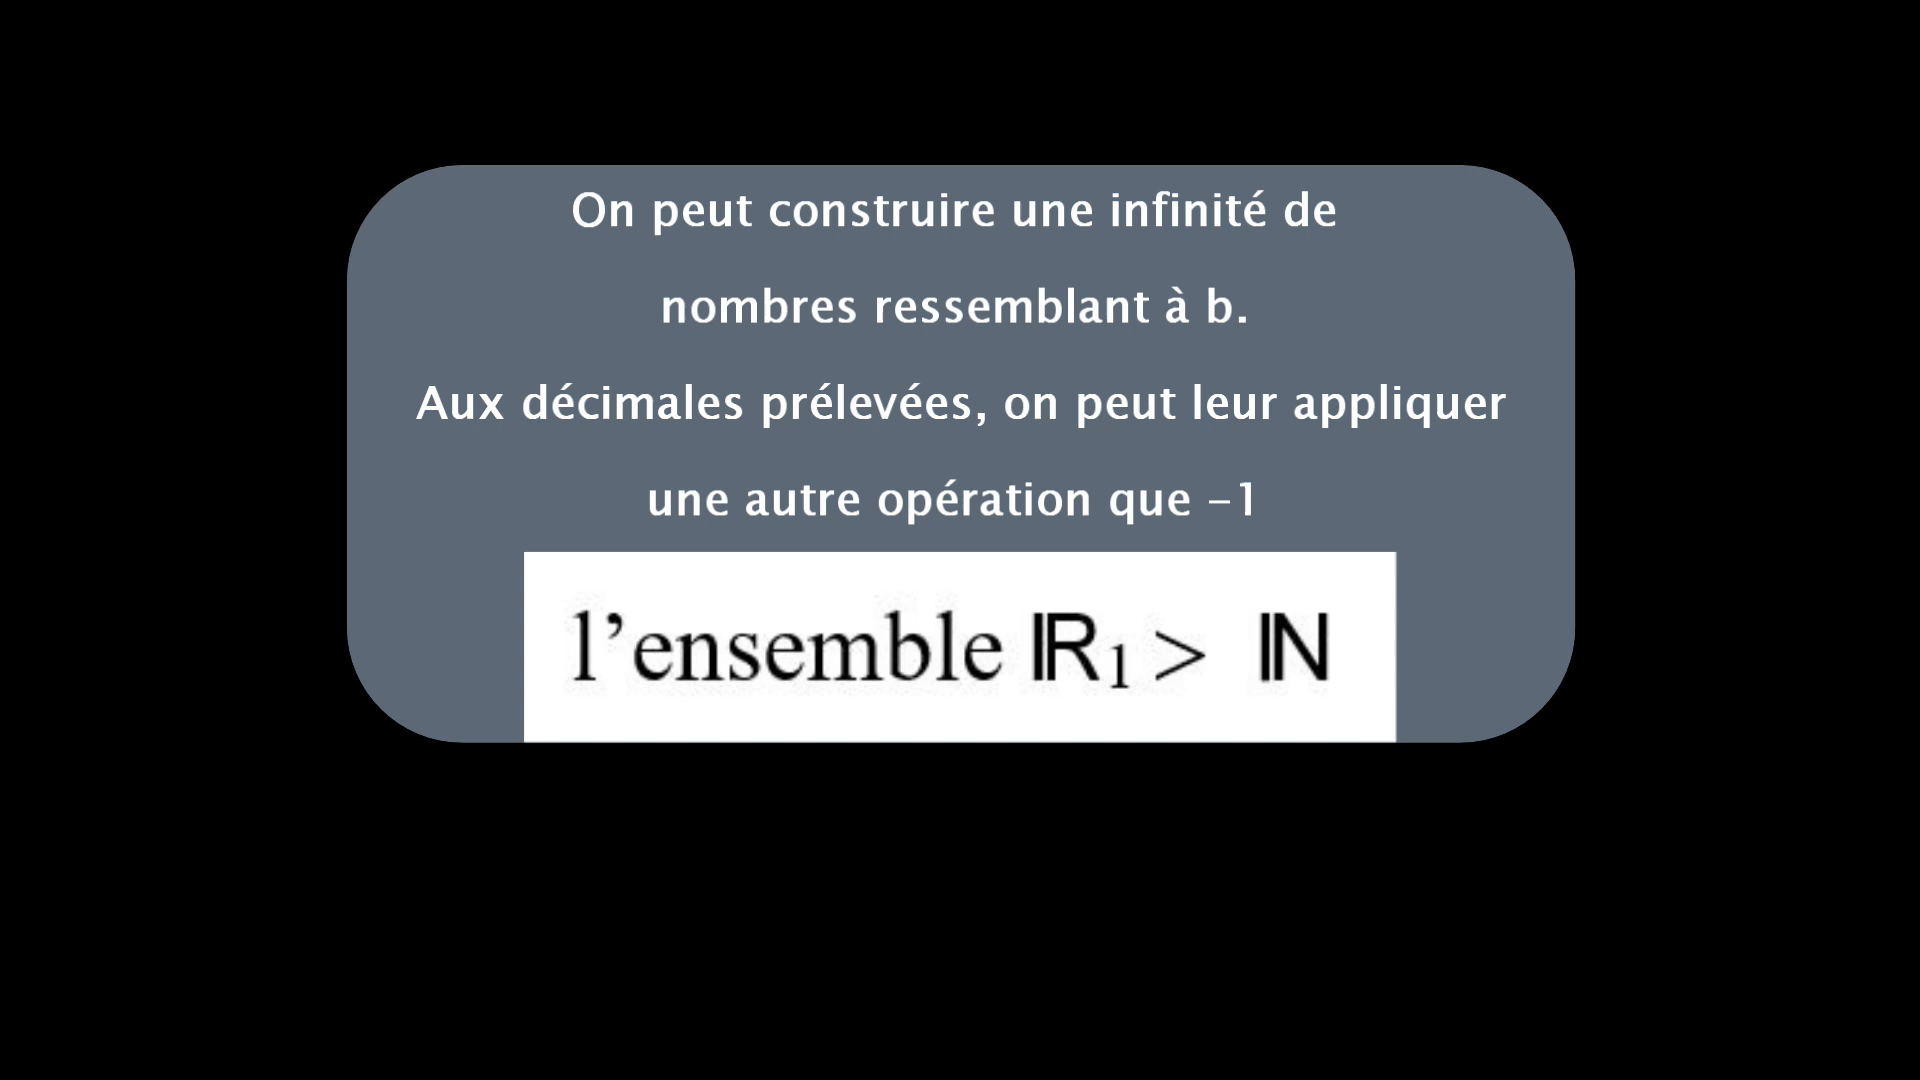 On peut construire une infinité de
nombres ressemblant à b.
Aux décimales prélevées, on peut leur appliquer
une autre opération que −1
l’ensemble ℝ₁ > ℕ